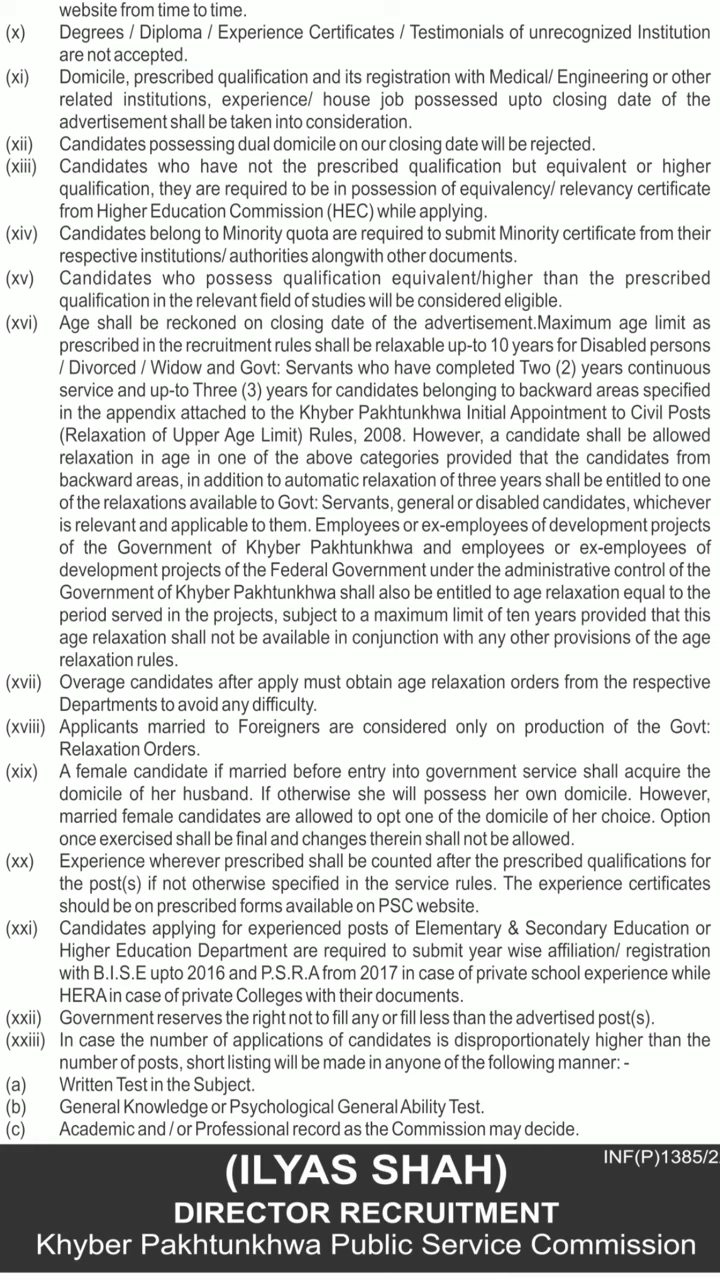 website from time to time.
(x) Degrees / Diploma / Experience Certificates / Testimonials of unrecognized Institution
are not accepted.
(xi) Domicile, prescribed qualification and its registration with Medical/ Engineering or other
related institutions, experience/ house job possessed upto closing date of the
advertisement shall be taken into consideration.
(xii) Candidates possessing dual domicile on our closing date will be rejected.
(xiii) Candidates who have not the prescribed qualification but equivalent or higher
qualification, they are required to be in possession of equivalency/ relevancy certificate
from Higher Education Commission (HEC) while applying.
(xiv) Candidates belong to Minority quota are required to submit Minority certificate from their
respective institutions/ authorities alongwith other documents.
(xv) Candidates who possess qualification equivalent/higher than the prescribed
qualification in the relevant field of studies will be considered eligible.
(xvi) Age shall be reckoned on closing date of the advertisement.Maximum age limit as
prescribed in the recruitment rules shall be relaxable up-to 10 years for Disabled persons
/ Divorced / Widow and Govt: Servants who have completed Two (2) years continuous
service and up-to Three (3) years for candidates belonging to backward areas specified
in the appendix attached to the Khyber Pakhtunkhwa Initial Appointment to Civil Posts
(Relaxation of Upper Age Limit) Rules, 2008. However, a candidate shall be allowed
relaxation in age in one of the above categories provided that the candidates from
backward areas, in addition to automatic relaxation of three years shall be entitled to one
of the relaxations available to Govt: Servants, general or disabled candidates, whichever
is relevant and applicable to them. Employees or ex-employees of development projects
of the Government of Khyber Pakhtunkhwa and employees or ex-employees of
development projects of the Federal Government under the administrative control of the
Government of Khyber Pakhtunkhwa shall also be entitled to age relaxation equal to the
period served in the projects, subject to a maximum limit of ten years provided that this
age relaxation shall not be available in conjunction with any other provisions of the age
relaxation rules.
(xvii) Overage candidates after apply must obtain age relaxation orders from the respective
Departments to avoid any difficulty.
(xviii) Applicants married to Foreigners are considered only on production of the Govt:
Relaxation Orders.
(xix) A female candidate if married before entry into government service shall acquire the
domicile of her husband. If otherwise she will possess her own domicile. However,
married female candidates are allowed to opt one of the domicile of her choice. Option
once exercised shall be final and changes therein shall not be allowed.
(xx) Experience wherever prescribed shall be counted after the prescribed qualifications for
the post(s) if not otherwise specified in the service rules. The experience certificates
should be on prescribed forms available on PSC website.
(xxi) Candidates applying for experienced posts of Elementary & Secondary Education or
Higher Education Department are required to submit year wise affiliation/ registration
with B.I.S.E upto 2016 and P.S.R.A from 2017 in case of private school experience while
HERA in case of private Colleges with their documents.
(xxii) Government reserves the right not to fill any or fill less than the advertised post(s).
(xxiii) In case the number of applications of candidates is disproportionately higher than the
number of posts, short listing will be made in anyone of the following manner: -
(a) Written Test in the Subject.
(b) General Knowledge or Psychological General Ability Test.
(c) Academic and / or Professional record as the Commission may decide.
INF(P)1385/2
(ILYAS SHAH)
DIRECTOR RECRUITMENT
Khyber Pakhtunkhwa Public Service Commission